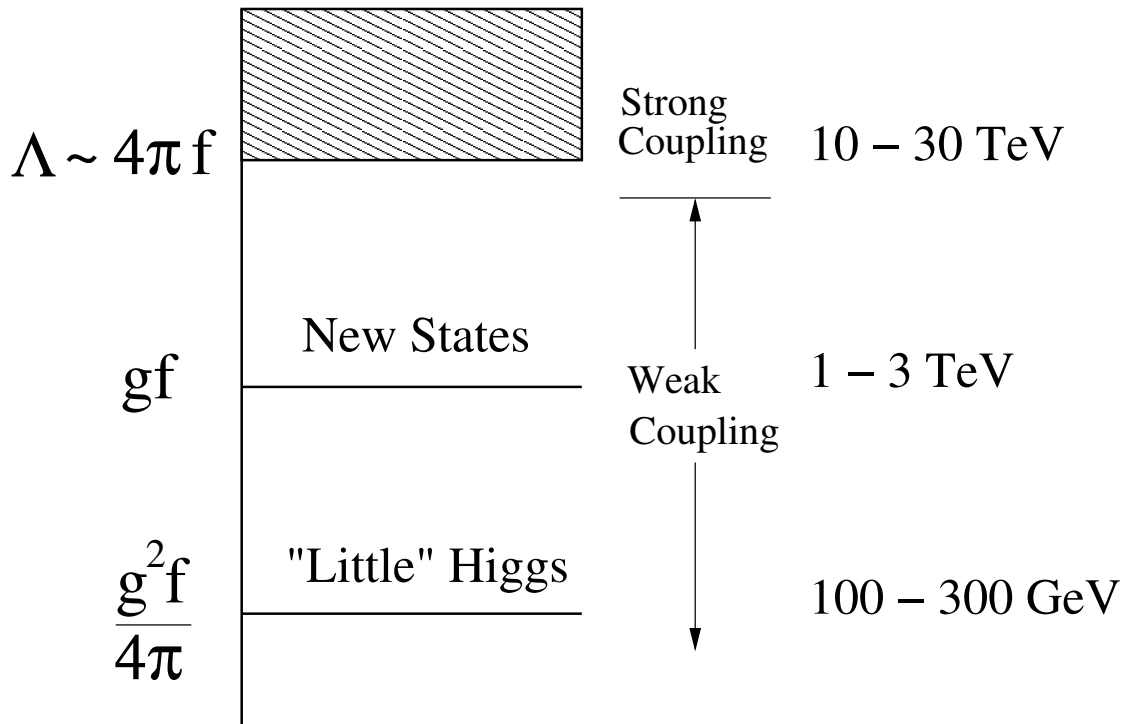 Strong
Coupling
Λ ~ 4π f
10 – 30 TeV
New States
gf
1 – 3 TeV
Weak
Coupling
"Little" Higgs
g²f
4π
100 – 300 GeV